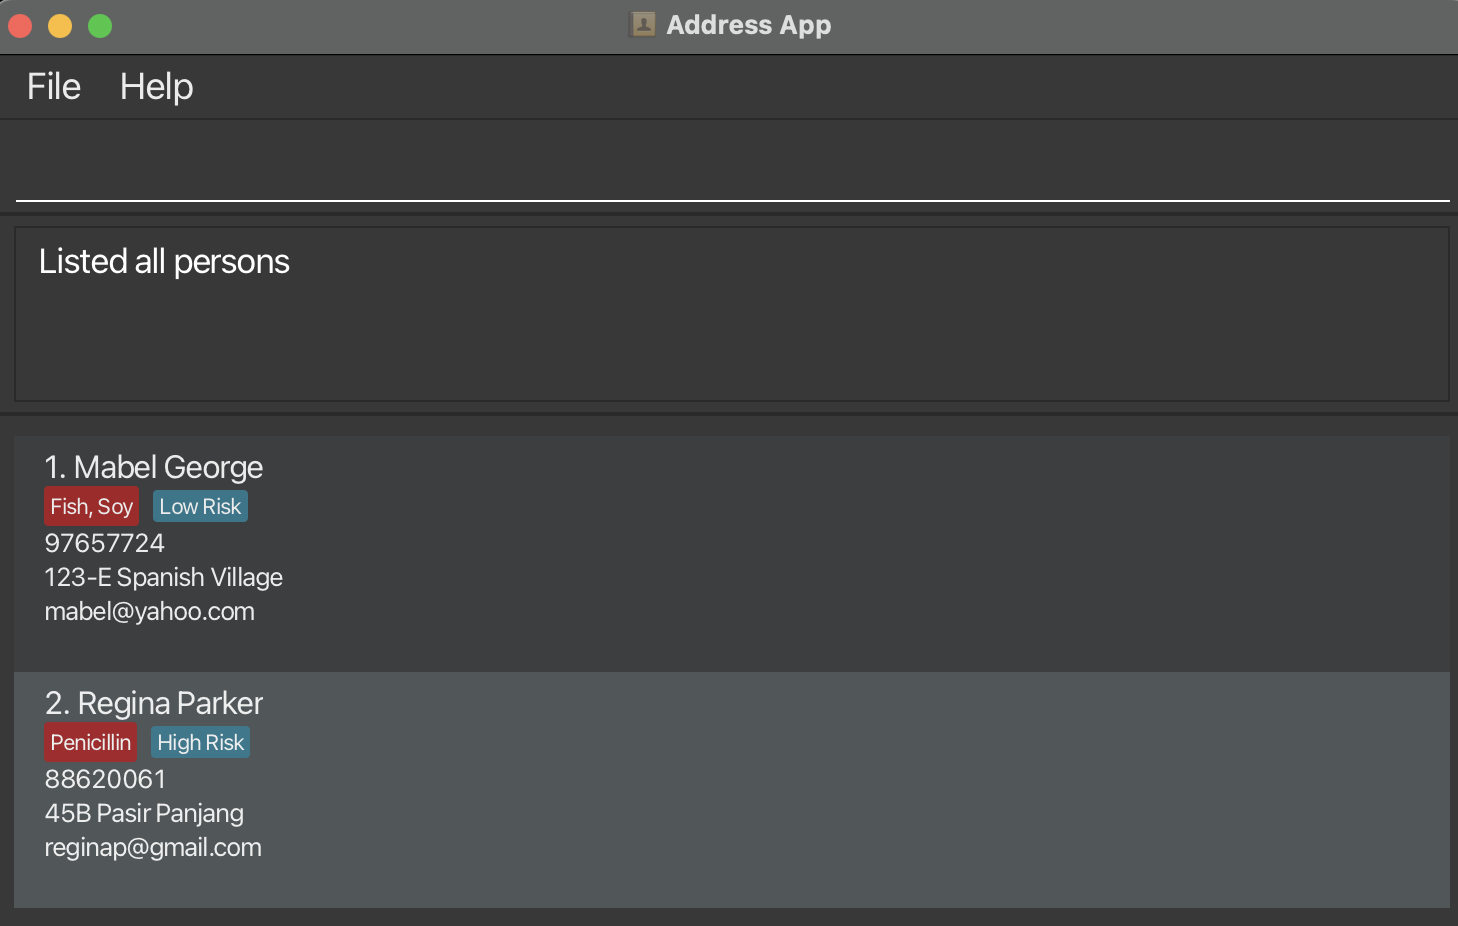 Address App
File Help
Listed all persons
1. Mabel George
Fish, Soy Low Risk
97657724
123-E Spanish Village
mabel@yahoo.com
2. Regina Parker
Penicillin High Risk
88620061
45B Pasir Panjang
reginap@gmail.com